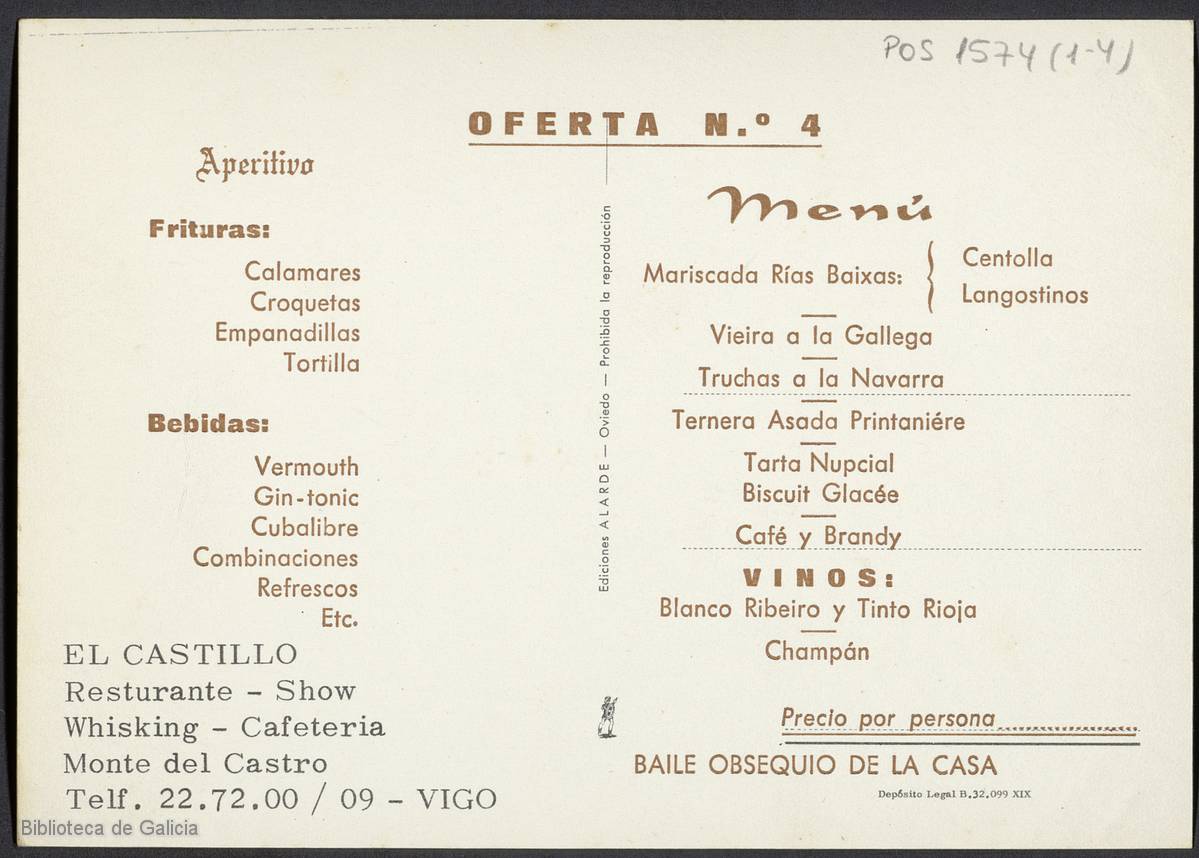 POS 1574 (1-4)
OFERTA N.º 4
Aperitivo
Frituras:
Calamares
Croquetas
Empanadillas
Tortilla
Bebidas:
Vermouth
Gin-tonic
Cubalibre
Combinaciones
Refrescos
Etc.
EL CASTILLO
Resturante - Show
Whisking - Cafeteria
Monte del Castro
Telf. 22.72.00 / 09 - VIGO
Ediciones ALARDE — Oviedo — Prohibida la reproducción
Menú
Mariscada Rías Baixas:
Centolla
Langostinos
Vieira a la Gallega
Truchas a la Navarra
Ternera Asada Printaniére
Tarta Nupcial
Biscuit Glacée
Café y Brandy
VINOS:
Blanco Ribeiro y Tinto Rioja
Champán
Precio por persona
BAILE OBSEQUIO DE LA CASA
Depósito Legal B.32.099 XIX
Biblioteca de Galicia